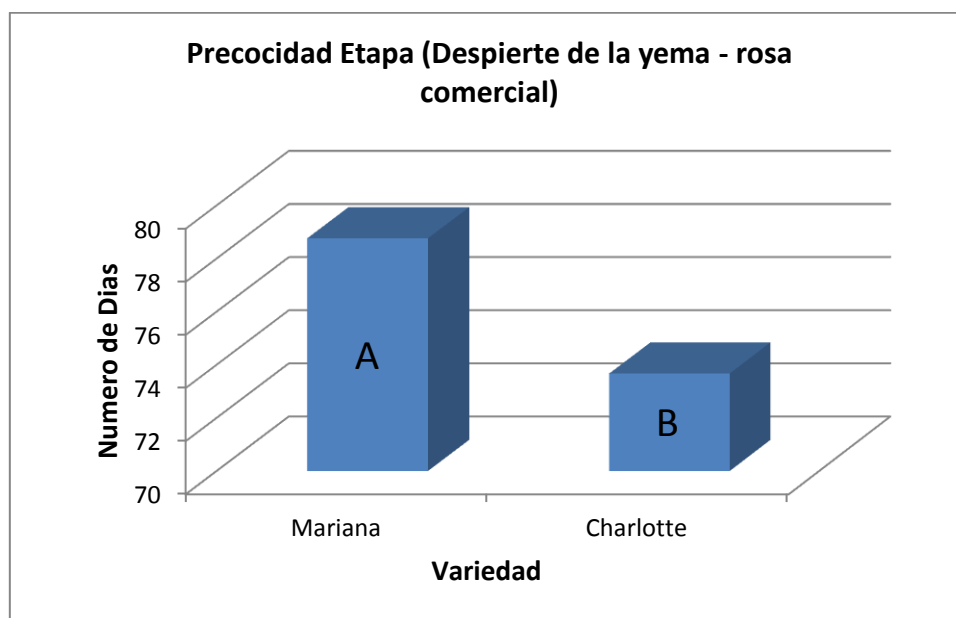 Precocidad Etapa (Despierte de la yema - rosa
comercial)
Numero de Dias
80
78
76
74
72
70
A
B
Mariana
Charlotte
Variedad